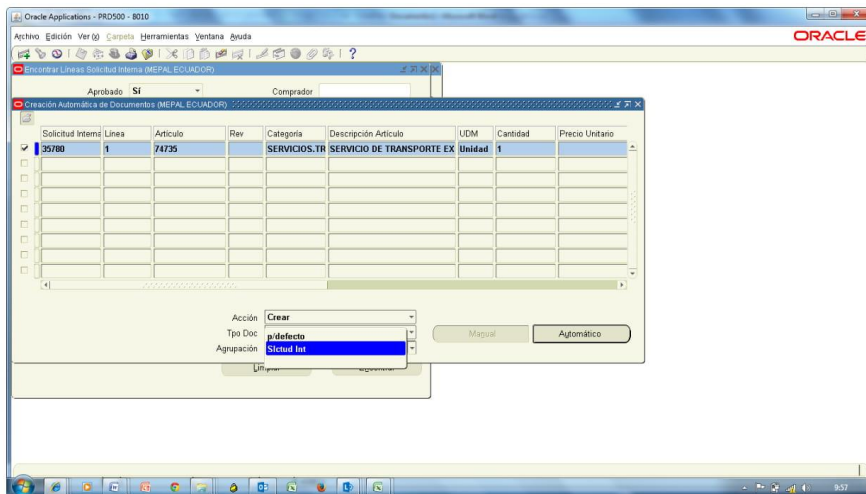 Oracle Applications - PRD500 - 8010
Archivo Edición Ver (x) Carpeta Herramientas Ventana Ayuda
ORACLE
Encontrar Líneas Solicitud Interna (MEPAL ECUADOR)
Aprobado Sí Comprador
Creación Automática de Documentos (MEPAL ECUADOR)
Solicitud Interna Línea Artículo Rev Categoría Descripción Artículo UDM Cantidad Precio Unitario
35780 1 74735 SERVICIOS.TR SERVICIO DE TRANSPORTE EX Unidad 1
Acción Crear
Tpo Doc
p/defecto
Manual Automático
Agrupación Slctud Int
9:57